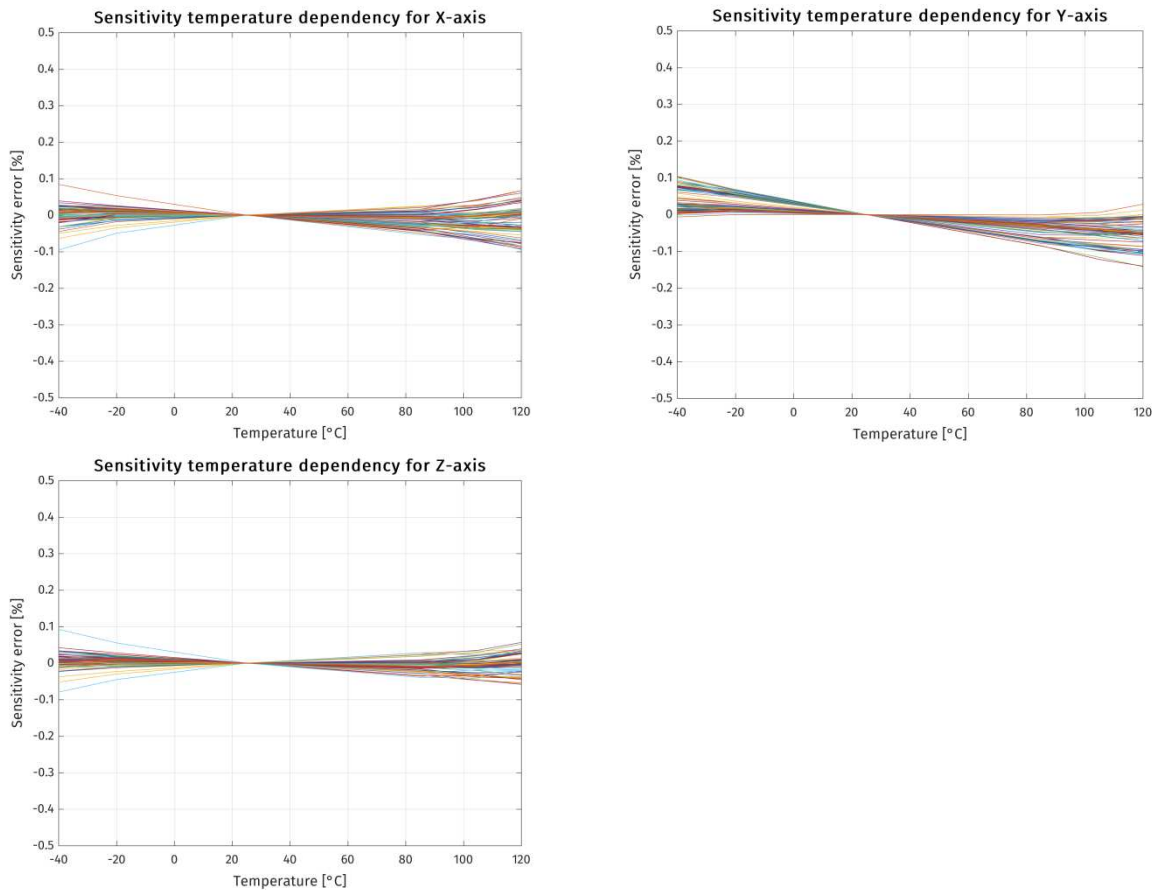 Sensitivity temperature dependency for X-axis
0.5
0.4
0.3
0.2
0.1
0
-0.1
-0.2
-0.3
-0.4
-0.5
Sensitivity error [%]
-40 -20 0 20 40 60 80 100 120
Temperature [°C]
Sensitivity temperature dependency for Y-axis
0.5
0.4
0.3
0.2
0.1
0
-0.1
-0.2
-0.3
-0.4
-0.5
Sensitivity error [%]
-40 -20 0 20 40 60 80 100 120
Temperature [°C]
Sensitivity temperature dependency for Z-axis
0.5
0.4
0.3
0.2
0.1
0
-0.1
-0.2
-0.3
-0.4
-0.5
Sensitivity error [%]
-40 -20 0 20 40 60 80 100 120
Temperature [°C]